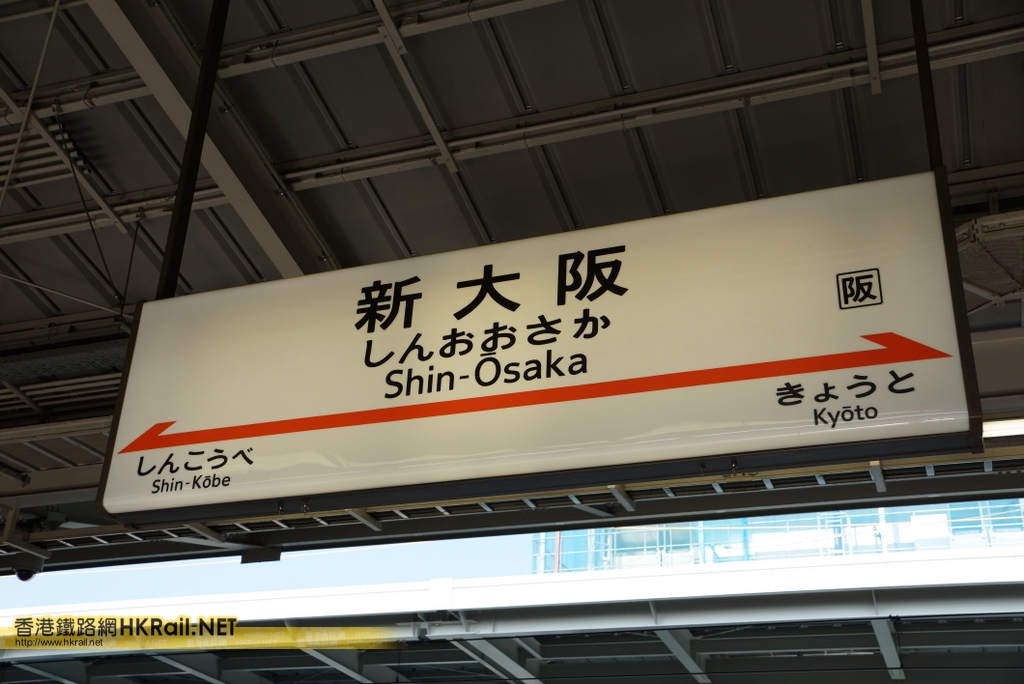 新大阪
しんおおさか
Shin-Ōsaka
阪
しんこうべ
Shin-Kōbe
きょうと
Kyōto
香港鐵路網HKRail.NET
http://www.hkrail.net